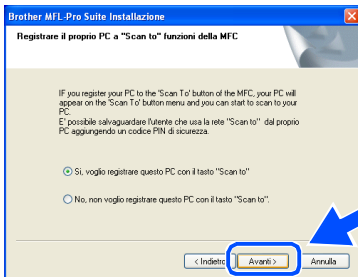 Brother MFL-Pro Suite Installazione
Registrare il proprio PC a "Scan to" funzioni della MFC
IF you register your PC to the 'Scan To' button of the MFC, your PC will
appear on the 'Scan To' button menu and you can start to scan to your
PC.
E' possibile salvaguardare l'utente che usa la rete "Scan to" dal proprio
PC aggiungendo un codice PIN di sicurezza.
Si, voglio registrare questo PC con il tasto "Scan to"
No, non voglio registrare questo PC con il tasto "Scan to".
< Indietro
Avanti >
Annulla